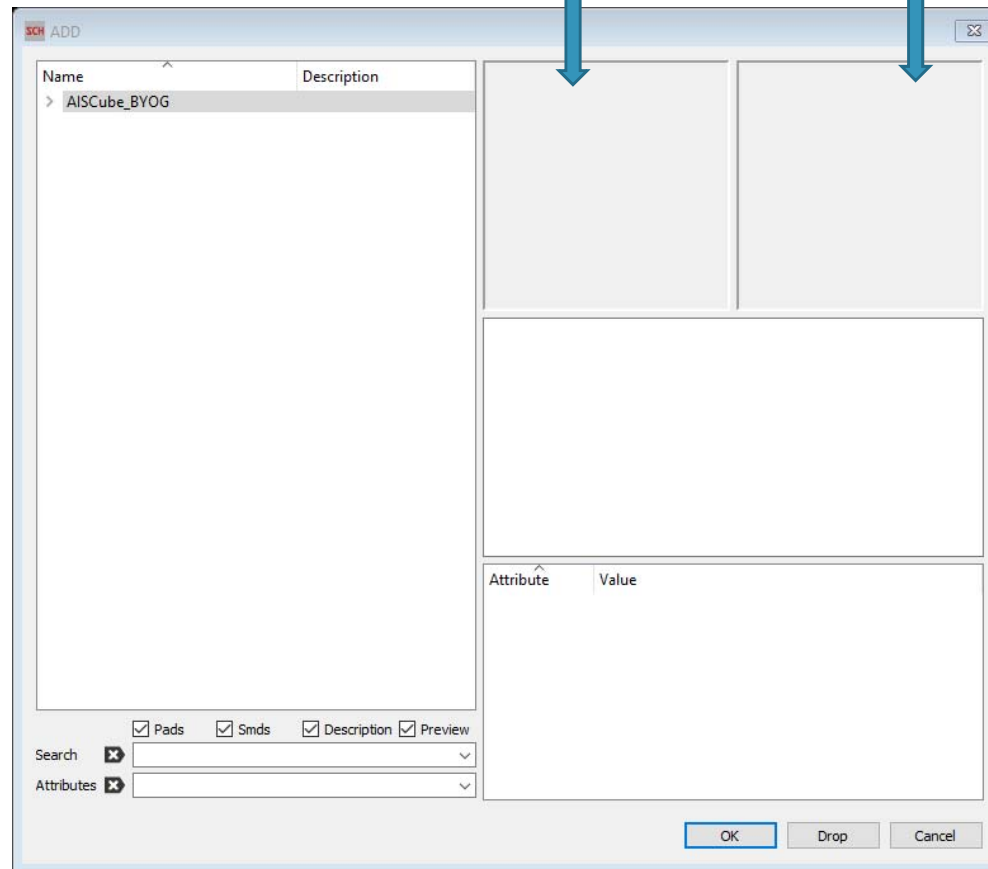 SCH ADD
Name Description
AISCube_BYOG
Attribute Value
Pads Smds Description Preview
Search
Attributes
OK Drop Cancel